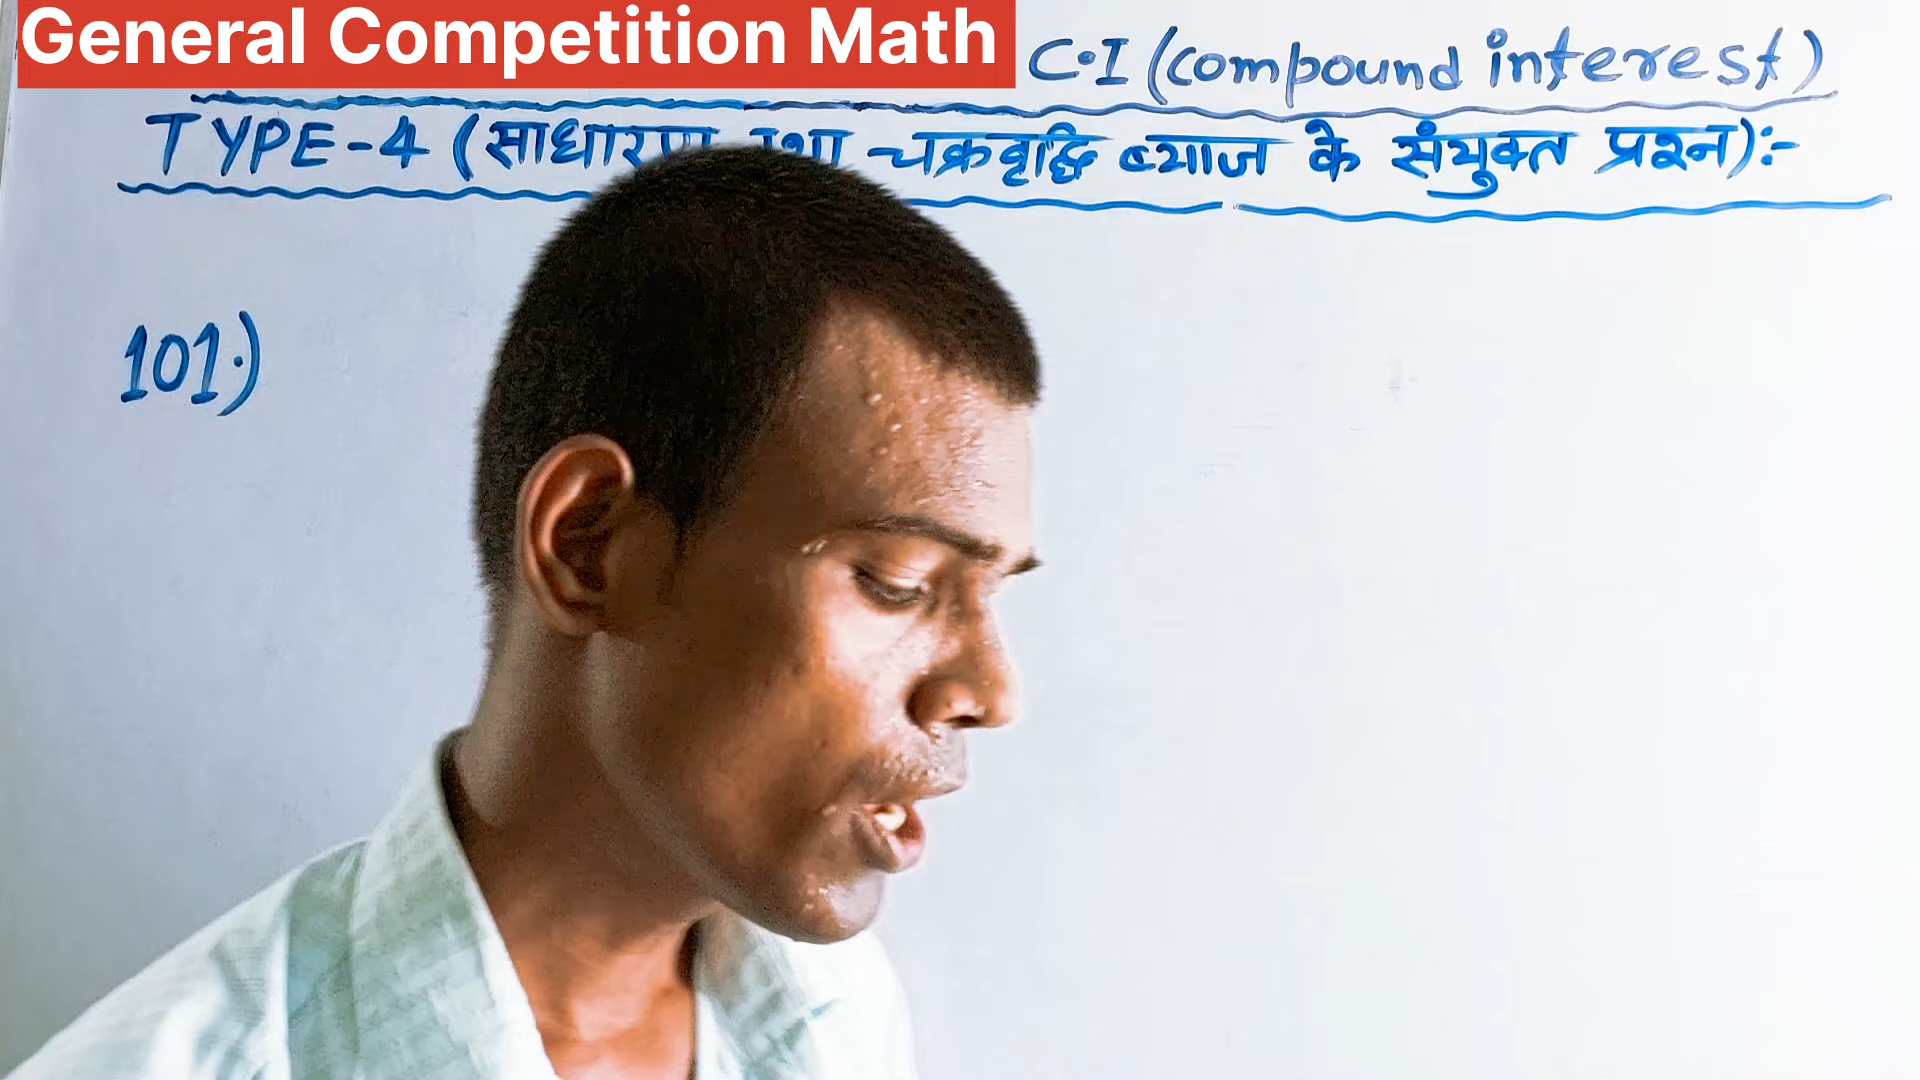 General Competition Math
C.I (compound interest)
TYPE-4 (साधारण तथा चक्रवृद्धि ब्याज के संयुक्त प्रश्न):-
101.)